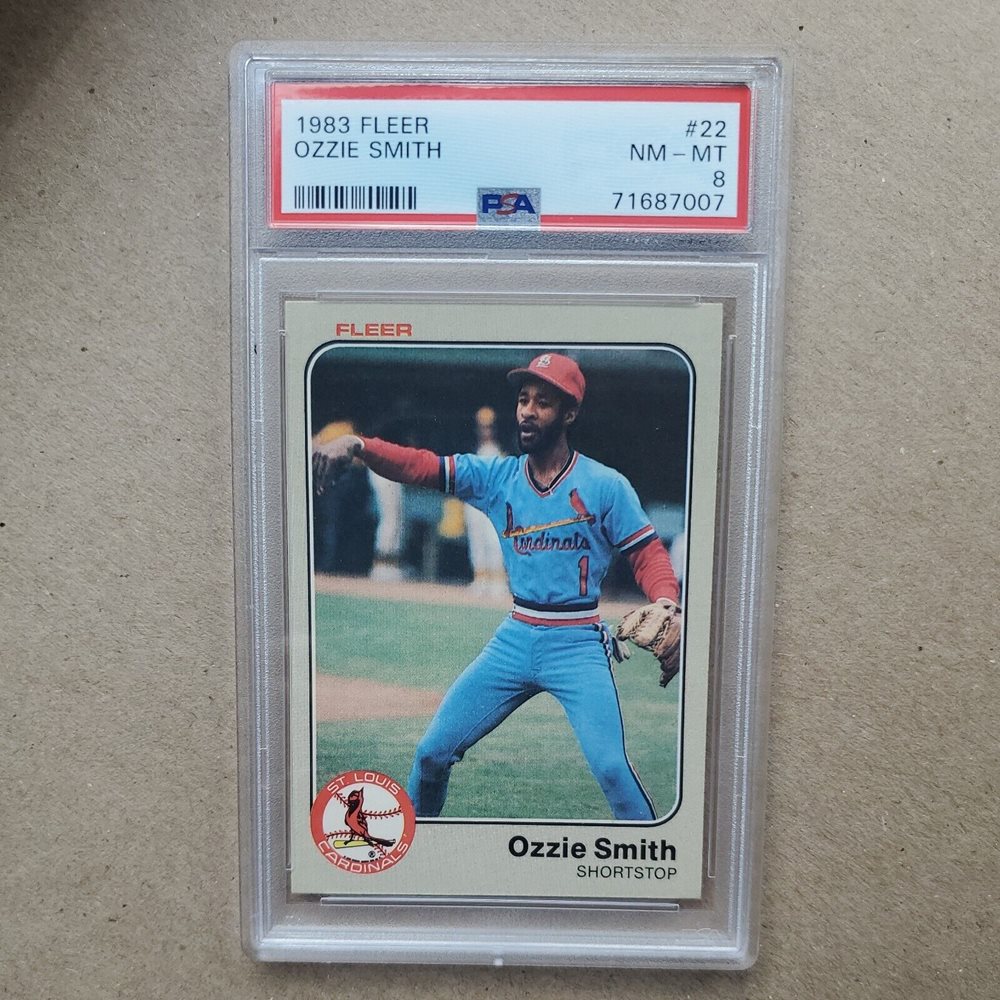 1983 FLEER
OZZIE SMITH
#22
NM - MT
8
71687007
PSA
FLEER
Cardinals
1
ST. LOUIS
CARDINALS
®
Ozzie Smith
SHORTSTOP